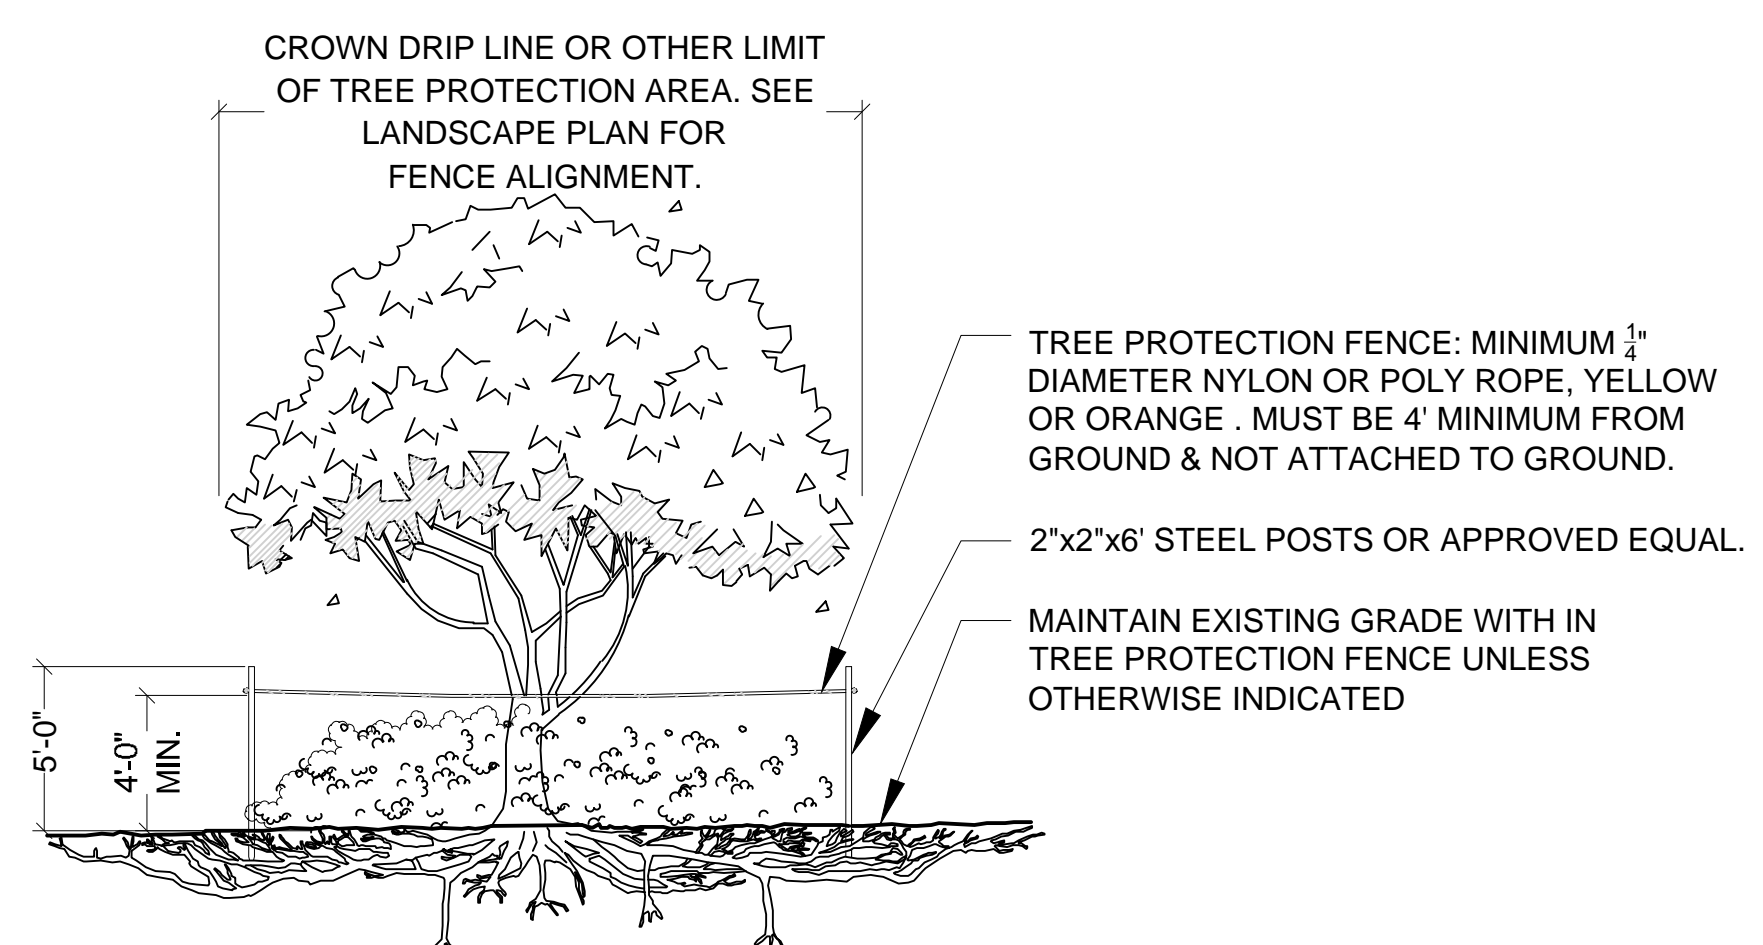 CROWN DRIP LINE OR OTHER LIMIT
OF TREE PROTECTION AREA. SEE
LANDSCAPE PLAN FOR
FENCE ALIGNMENT.
TREE PROTECTION FENCE: MINIMUM 1/4"
DIAMETER NYLON OR POLY ROPE, YELLOW
OR ORANGE . MUST BE 4' MINIMUM FROM
GROUND & NOT ATTACHED TO GROUND.
2"x2"x6' STEEL POSTS OR APPROVED EQUAL.
MAINTAIN EXISTING GRADE WITH IN
TREE PROTECTION FENCE UNLESS
OTHERWISE INDICATED
5'-0"
4'-0"
MIN.